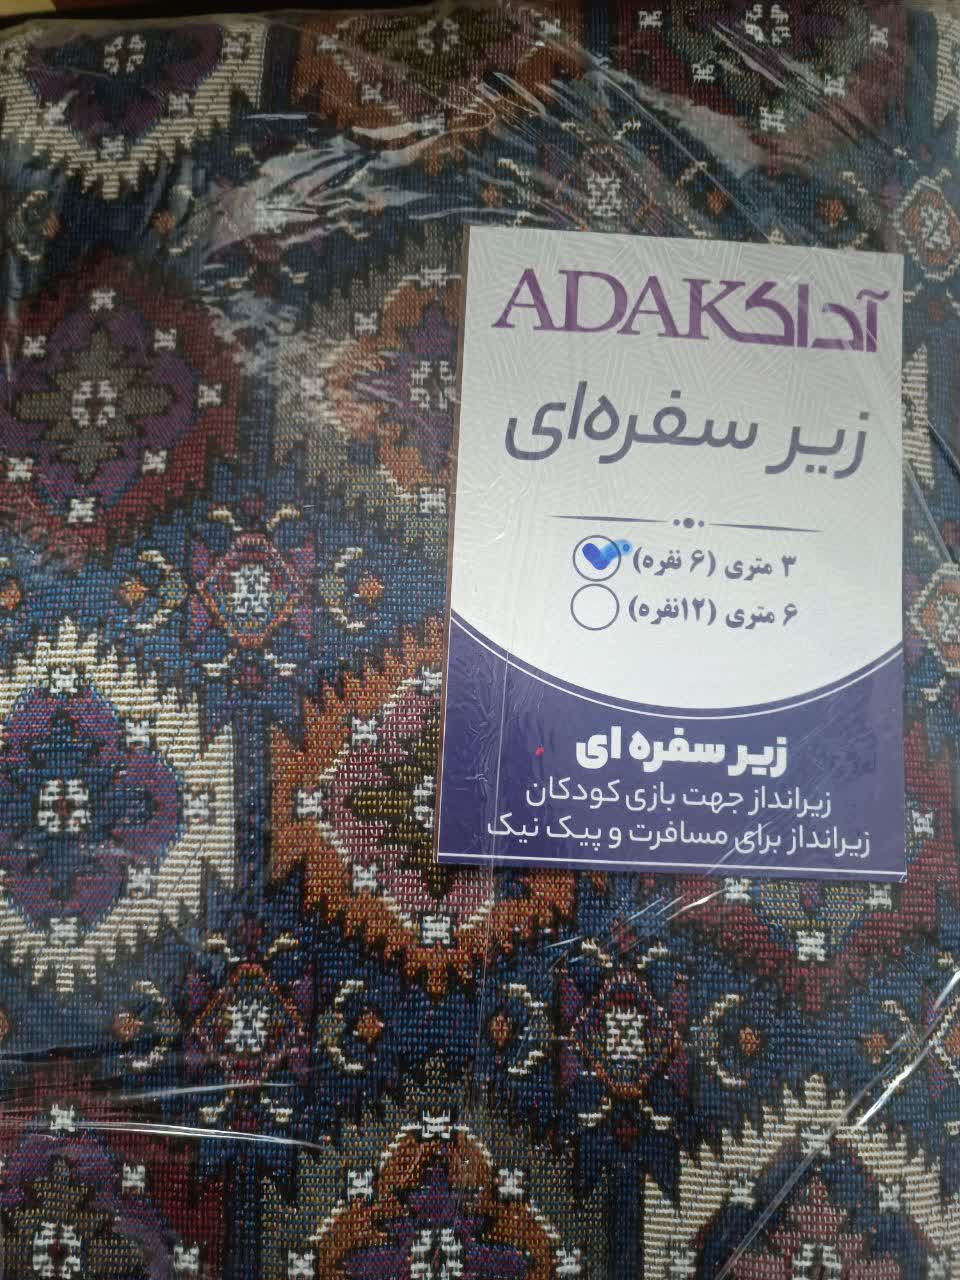 ADAK آداک
زیر سفره‌ای
۳ متری (۶ نفره)
۶ متری (۱۲نفره)
زیر سفره ای
زیرانداز جهت بازی کودکان
زیرانداز برای مسافرت و پیک نیک